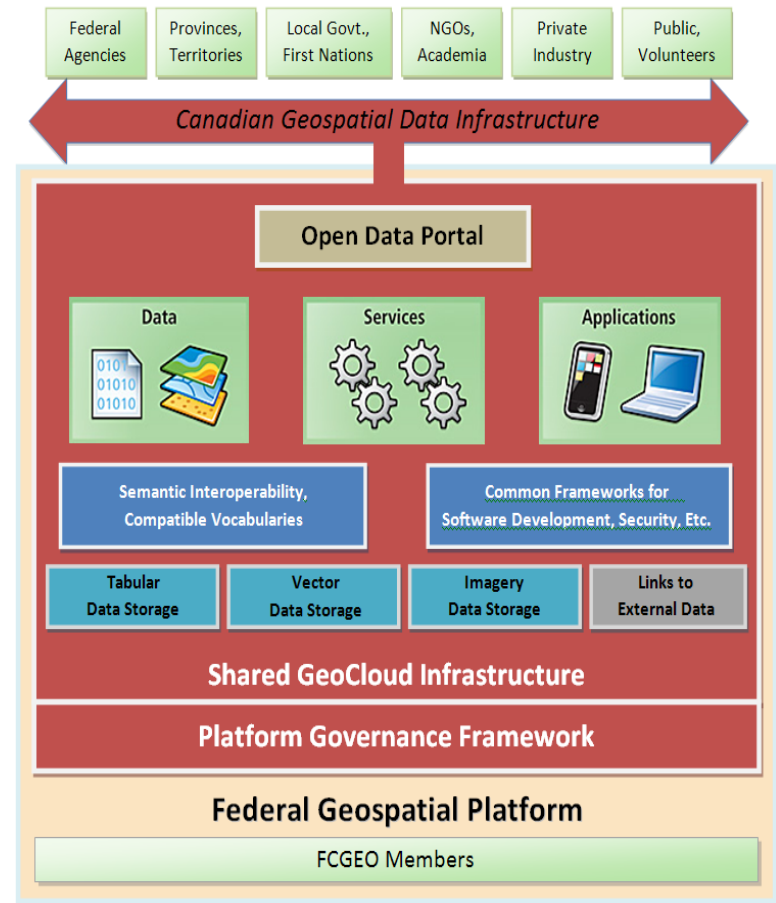 Federal
Agencies
Provinces,
Territories
Local Govt.,
First Nations
NGOs,
Academia
Private
Industry
Public,
Volunteers
Canadian Geospatial Data Infrastructure
Open Data Portal
Data
0101
01010
01010
Services
Applications
Semantic Interoperability,
Compatible Vocabularies
Common Frameworks for
Software Development, Security, Etc.
Tabular
Data Storage
Vector
Data Storage
Imagery
Data Storage
Links to
External Data
Shared GeoCloud Infrastructure
Platform Governance Framework
Federal Geospatial Platform
FCGEO Members